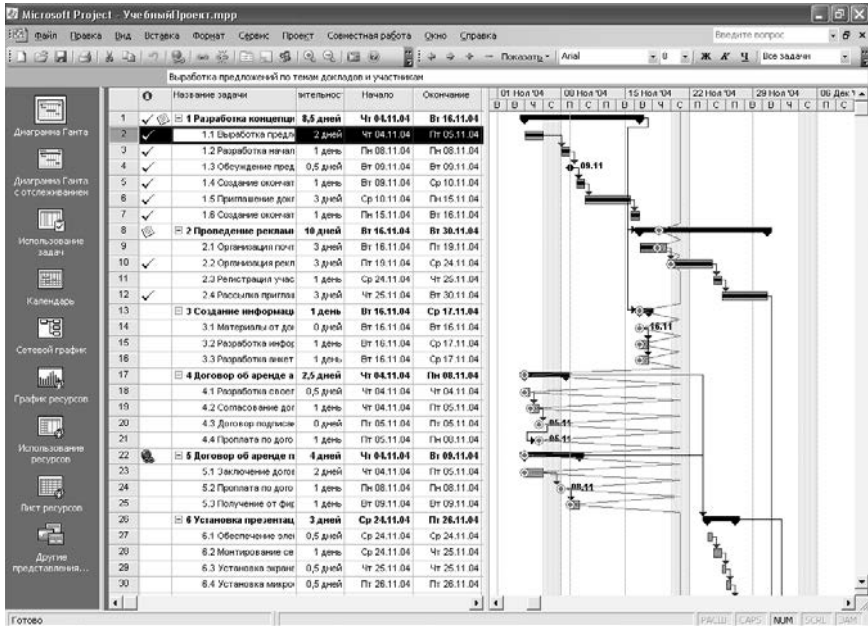 Microsoft Project - УчебныйПроект.mpp
Файл Правка Вид Вставка Формат Сервис Проект Совместная работа Окно Справка Введите вопрос
Показать Arial 8 Ж К Ч Все задачи
Выработка предложений по темам докладов и участникам
Название задачи ительнос Начало Окончание 01 Ноя '04 08 Ноя '04 15 Ноя '04 22 Ноя '04 29 Ноя '04 06 Дек '
В В Ч С П С П В В Ч С П С П В В Ч С П С
1 1 Разработка концепци 8,5 дней Чт 04.11.04 Вт 16.11.04
2 1.1 Выработка предл 2 дней Чт 04.11.04 Пт 05.11.04
3 1.2 Разработка начал 1 день Пн 08.11.04 Пн 08.11.04
4 1.3 Обсуждение пред 0,5 дней Вт 09.11.04 Вт 09.11.04 09.11
5 1.4 Создание окончат 1 день Вт 09.11.04 Ср 10.11.04
6 1.5 Приглашение докл 3 дней Ср 10.11.04 Пн 15.11.04
7 1.6 Создание окончат 1 день Пн 15.11.04 Вт 16.11.04
8 2 Проведение рекламн 10 дней Вт 16.11.04 Вт 30.11.04
9 2.1 Организация почт 3 дней Вт 16.11.04 Пт 19.11.04
10 2.2 Организация рекл 3 дней Пт 19.11.04 Ср 24.11.04
11 2.3 Регистрация учас 1 день Ср 24.11.04 Чт 25.11.04
12 2.4 Рассылка приглаш 3 дней Чт 25.11.04 Вт 30.11.04
13 3 Создание информаци 1 день Вт 16.11.04 Ср 17.11.04
14 3.1 Материалы от док 0 дней Вт 16.11.04 Вт 16.11.04 16.11
15 3.2 Разработка инфор 1 день Вт 16.11.04 Ср 17.11.04
16 3.3 Разработка анкет 1 день Вт 16.11.04 Ср 17.11.04
17 4 Договор об аренде а 2,5 дней Чт 04.11.04 Пн 08.11.04
18 4.1 Разработка своег 0,5 дней Чт 04.11.04 Чт 04.11.04
19 4.2 Согласование дог 1 день Чт 04.11.04 Пт 05.11.04
20 4.3 Договор подписан 0 дней Пт 05.11.04 Пт 05.11.04 05.11
21 4.4 Проплата по дого 1 день Пт 05.11.04 Пн 08.11.04 05.11
22 5 Договор об аренде п 4 дней Чт 04.11.04 Вт 09.11.04
23 5.1 Заключение догов 2 дней Чт 04.11.04 Пт 05.11.04
24 5.2 Проплата по дого 1 день Пн 08.11.04 Пн 08.11.04 08.11
25 5.3 Получение от фир 1 день Вт 09.11.04 Вт 09.11.04
26 6 Установка презентац 3 дней Ср 24.11.04 Пт 26.11.04
27 6.1 Обеспечение элек 0,5 дней Ср 24.11.04 Ср 24.11.04
28 6.2 Монтирование се 1 день Ср 24.11.04 Чт 25.11.04
29 6.3 Установка экране 0,5 дней Чт 25.11.04 Чт 25.11.04
30 6.4 Установка микро 0,5 дней Пт 26.11.04 Пт 26.11.04
Диаграмма Ганта
Диаграмма Ганта
с отслеживанием
Использование
задач
Календарь
Сетевой график
График ресурсов
Использование
ресурсов
Лист ресурсов
Другие
представления...
Готово РАСШ CAPS NUM SCRL ЗАМ